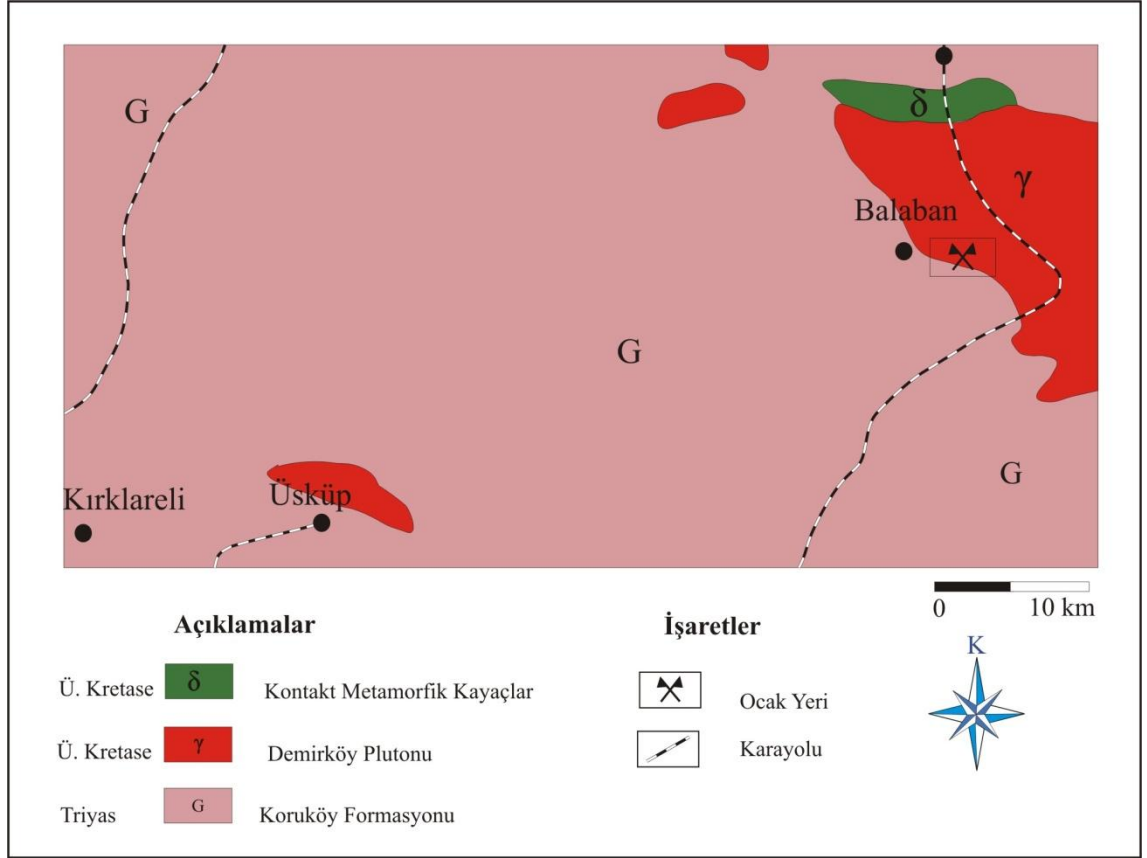 G
δ
γ
Balaban
G
G
Kırklareli
Üsküp
0 10 km
Açıklamalar
Ü. Kretase δ Kontakt Metamorfik Kayaçlar
Ü. Kretase γ Demirköy Plutonu
Triyas G Koruköy Formasyonu
İşaretler
Ocak Yeri
Karayolu
K